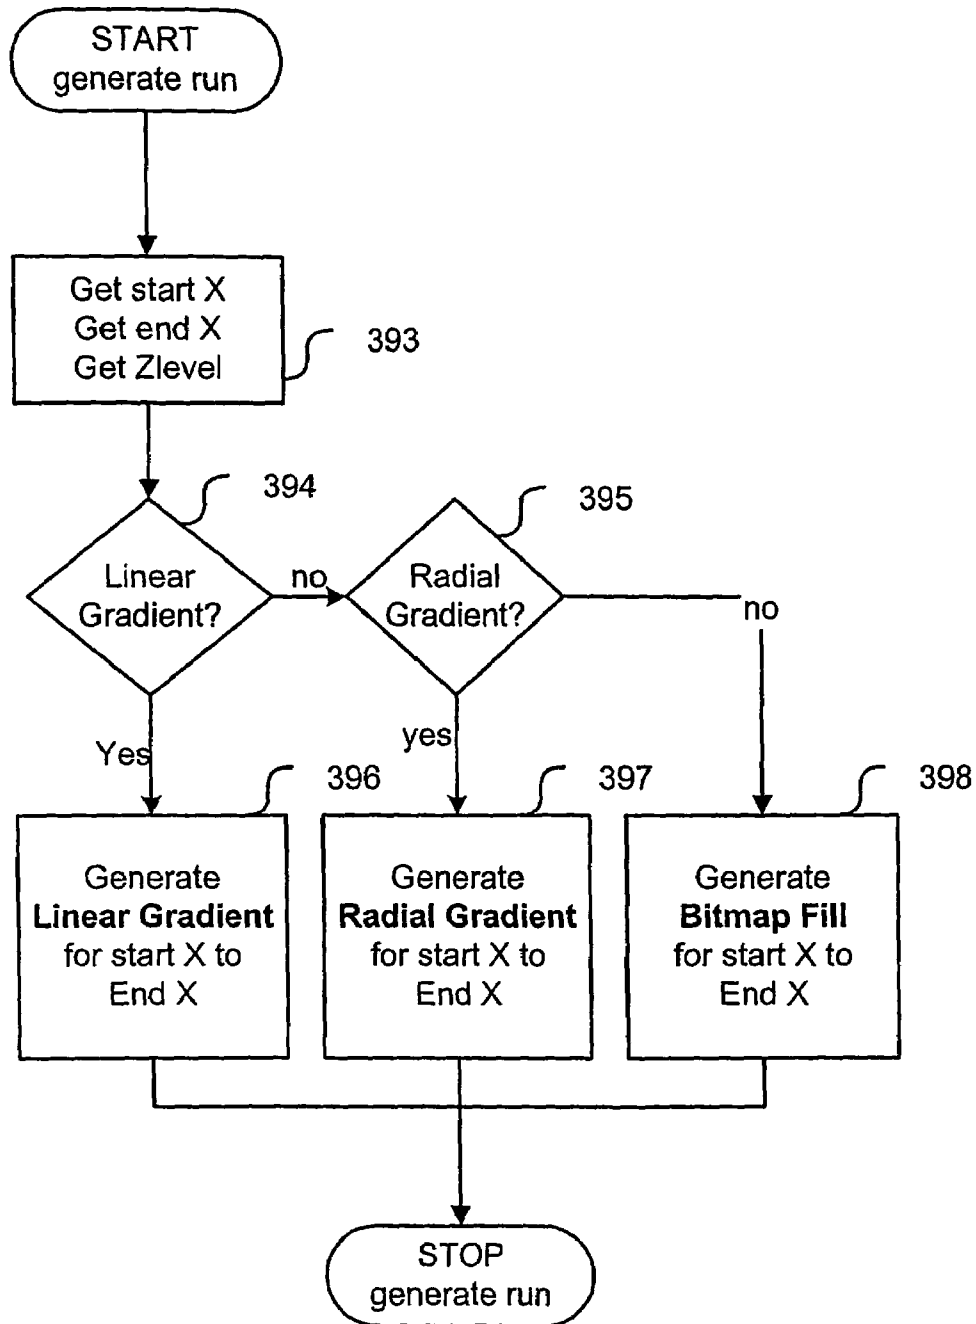 START
generate run
Get start X
Get end X
Get Zlevel
393
394
395
Linear
Gradient?
no
Radial
Gradient?
no
Yes
yes
396
397
398
Generate
Linear Gradient
for start X to
End X
Generate
Radial Gradient
for start X to
End X
Generate
Bitmap Fill
for start X to
End X
STOP
generate run